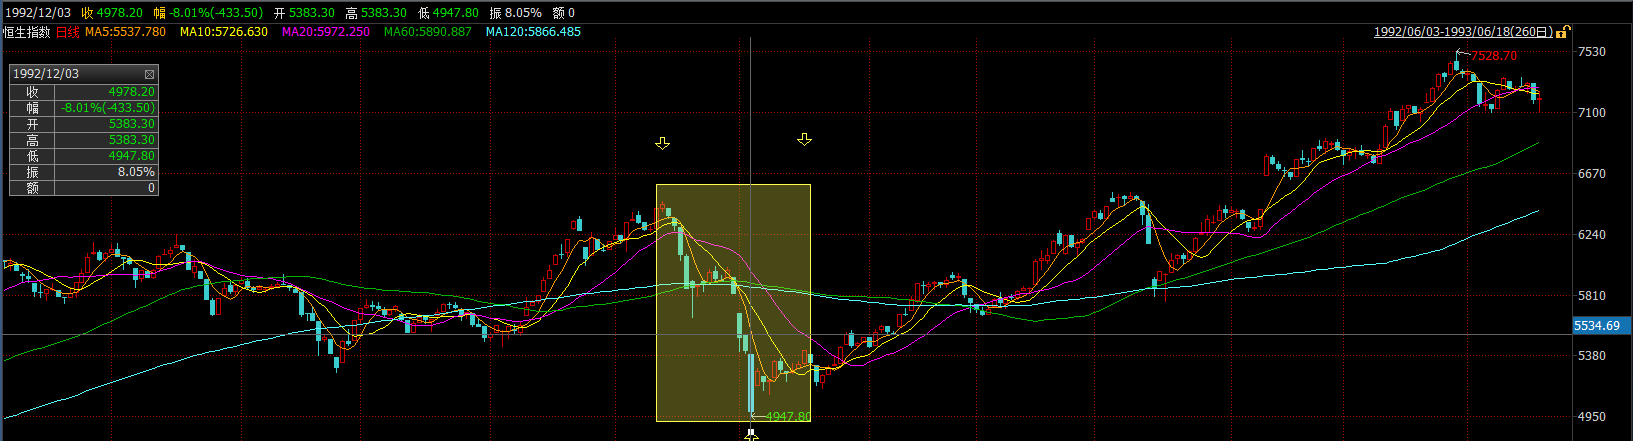 1992/12/03 收 4978.20 幅 -8.01%(-433.50) 开 5383.30 高 5383.30 低 4947.80 振 8.05% 额 0
恒生指数 日线 MA5:5537.780 MA10:5726.630 MA20:5972.250 MA60:5890.887 MA120:5866.485 1992/06/03-1993/06/18(260日)
7530
7528.70
1992/12/03
收 4978.20
幅 -8.01%(-433.50)
开 5383.30
高 5383.30
低 4947.80
振 8.05%
额 0
7100
6670
6240
5810
5534.69
5380
4950
4947.80